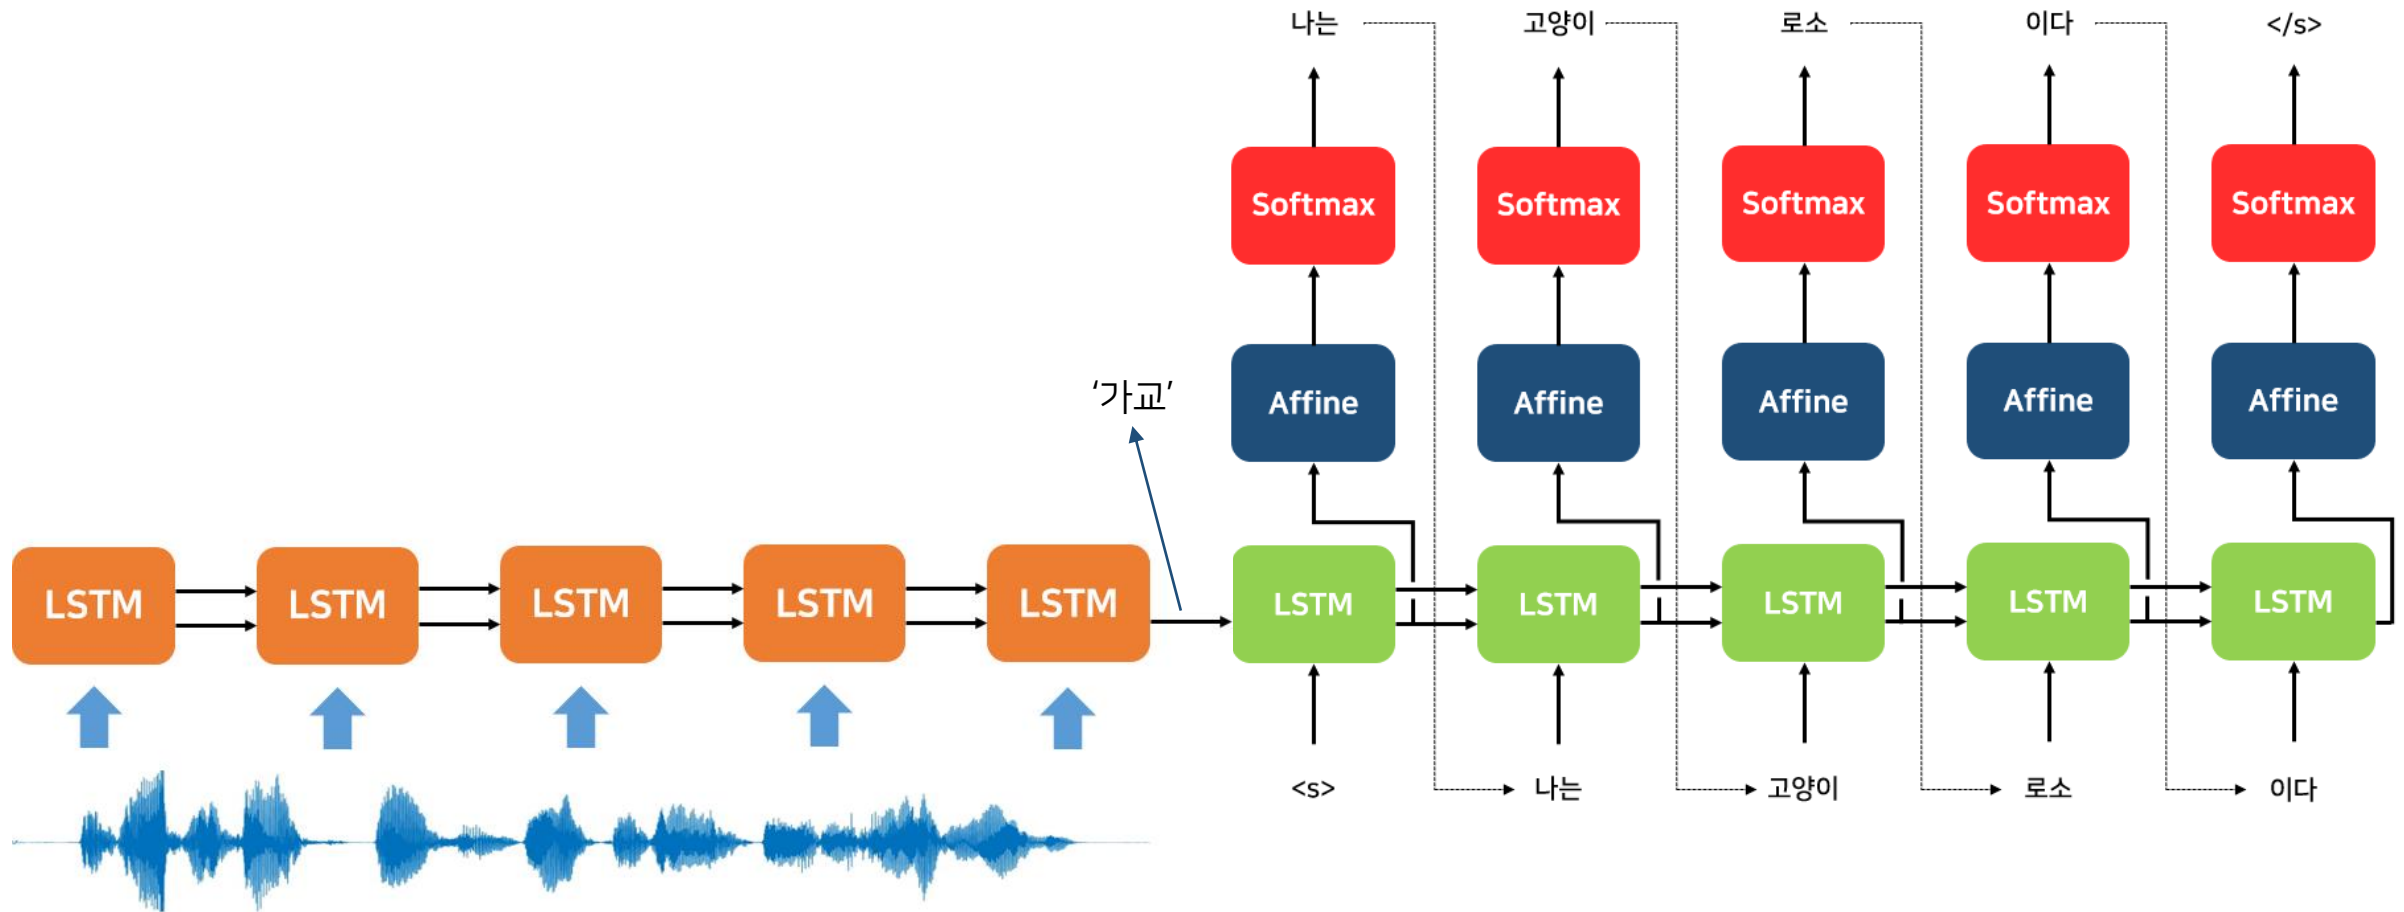 나는 고양이 로소 이다 </s>
Softmax Softmax Softmax Softmax Softmax
'가교'
Affine Affine Affine Affine Affine
LSTM LSTM LSTM LSTM LSTM LSTM LSTM LSTM LSTM LSTM
<s> 나는 고양이 로소 이다